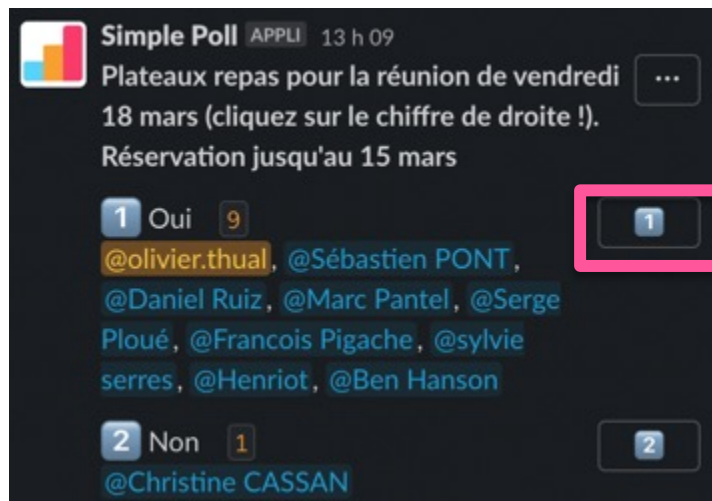 Simple Poll APPLI 13 h 09
Plateaux repas pour la réunion de vendredi
18 mars (cliquez sur le chiffre de droite !).
Réservation jusqu'au 15 mars
...
1 Oui 9
1
@olivier.thual, @Sébastien PONT,
@Daniel Ruiz, @Marc Pantel, @Serge
Ploué, @Francois Pigache, @sylvie
serres, @Henriot, @Ben Hanson
2 Non 1
2
@Christine CASSAN